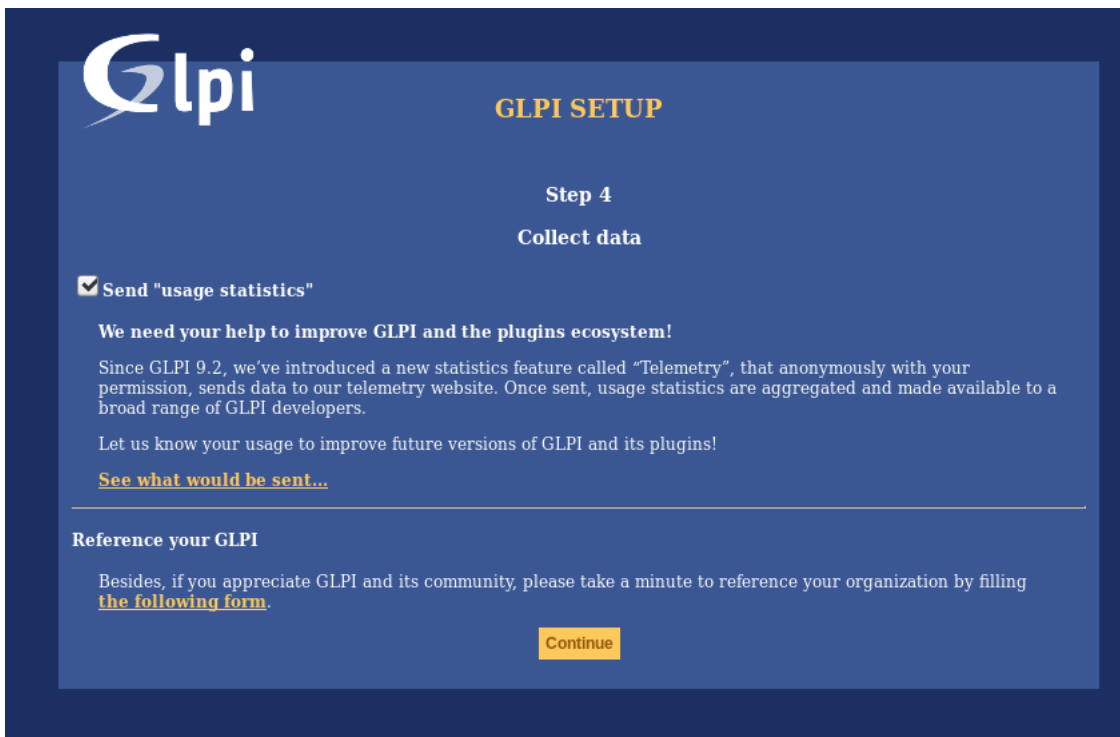 Glpi
GLPI SETUP
Step 4
Collect data
Send "usage statistics"
We need your help to improve GLPI and the plugins ecosystem!
Since GLPI 9.2, we’ve introduced a new statistics feature called “Telemetry”, that anonymously with your
permission, sends data to our telemetry website. Once sent, usage statistics are aggregated and made available to a
broad range of GLPI developers.
Let us know your usage to improve future versions of GLPI and its plugins!
See what would be sent...
Reference your GLPI
Besides, if you appreciate GLPI and its community, please take a minute to reference your organization by filling
the following form.
Continue